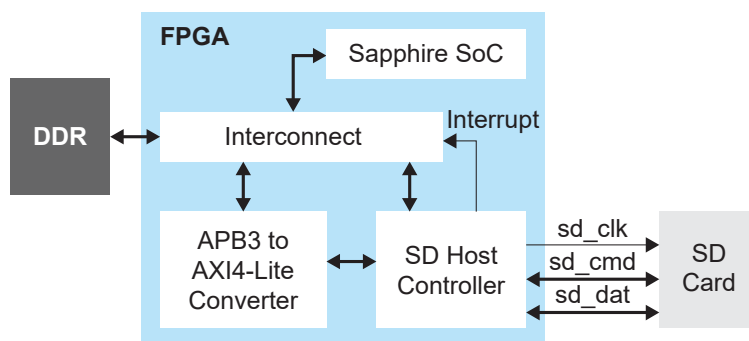 FPGA
Sapphire SoC
DDR
Interconnect
Interrupt
APB3 to
AXI4-Lite
Converter
SD Host
Controller
sd_clk
sd_cmd
sd_dat
SD
Card